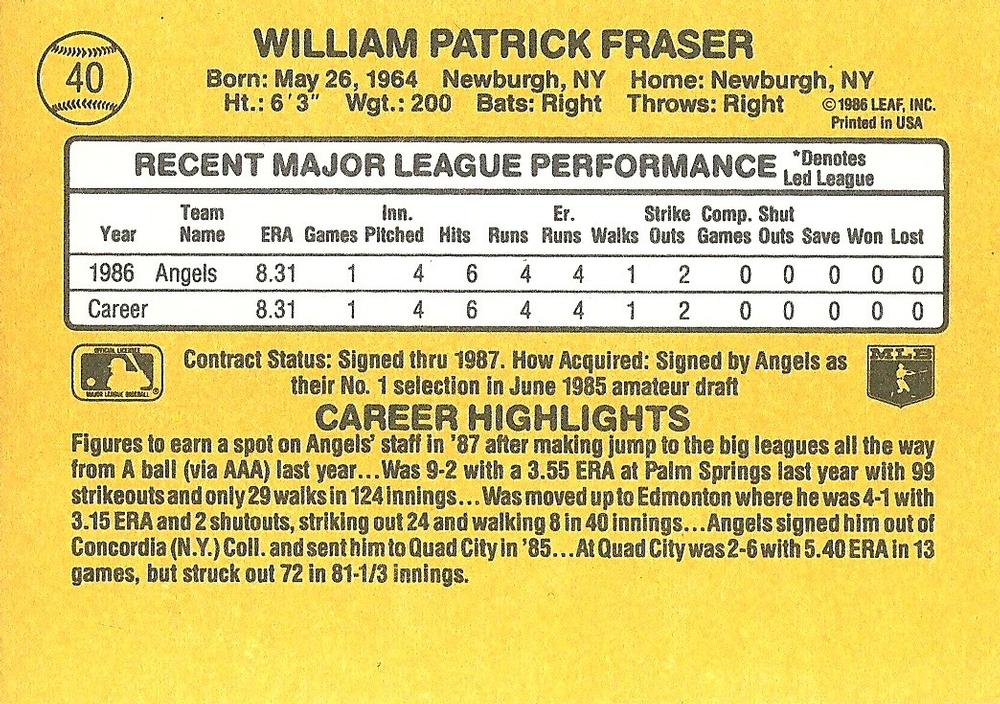 40
WILLIAM PATRICK FRASER
Born: May 26, 1964 Newburgh, NY Home: Newburgh, NY
Ht.: 6'3" Wgt.: 200 Bats: Right Throws: Right ©1986 LEAF, INC.
Printed in USA
RECENT MAJOR LEAGUE PERFORMANCE *Denotes
Led League
Team Inn. Er. Strike Comp. Shut
Year Name ERA Games Pitched Hits Runs Runs Walks Outs Games Outs Save Won Lost
1986 Angels 8.31 1 4 6 4 4 1 2 0 0 0 0 0
Career 8.31 1 4 6 4 4 1 2 0 0 0 0 0
OFFICIAL LICENSEE
MAJOR LEAGUE BASEBALL
®
MLB
Contract Status: Signed thru 1987. How Acquired: Signed by Angels as
their No. 1 selection in June 1985 amateur draft
CAREER HIGHLIGHTS
Figures to earn a spot on Angels' staff in '87 after making jump to the big leagues all the way
from A ball (via AAA) last year...Was 9-2 with a 3.55 ERA at Palm Springs last year with 99
strikeouts and only 29 walks in 124 innings...Was moved up to Edmonton where he was 4-1 with
3.15 ERA and 2 shutouts, striking out 24 and walking 8 in 40 innings...Angels signed him out of
Concordia (N.Y.) Coll. and sent him to Quad City in '85...At Quad City was 2-6 with 5.40 ERA in 13
games, but struck out 72 in 81-1/3 innings.